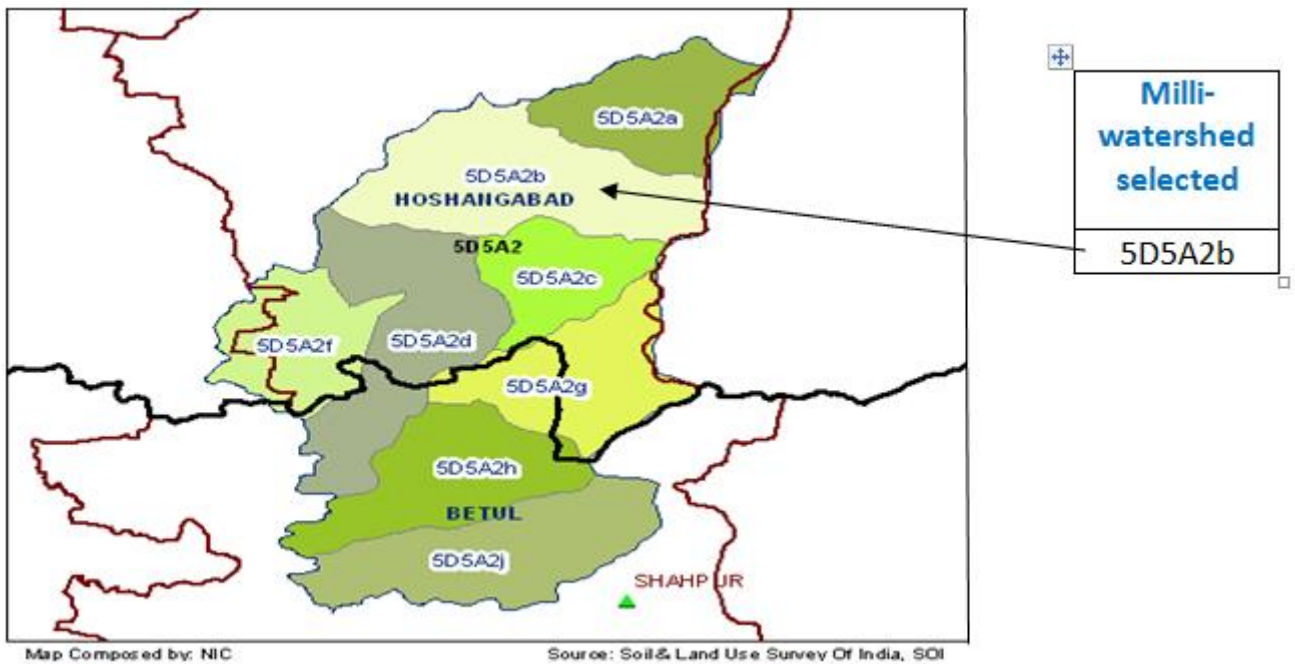 5D5A2a
5D5A2b
HOSHANGABAD
5D5A2
5D5A2c
5D5A2f
5D5A2d
5D5A2g
5D5A2h
BETUL
5D5A2j
SHAHPUR
Map Composed by: NIC
Source: Soil & Land Use Survey Of India, SOI
Milli-
watershed
selected
5D5A2b